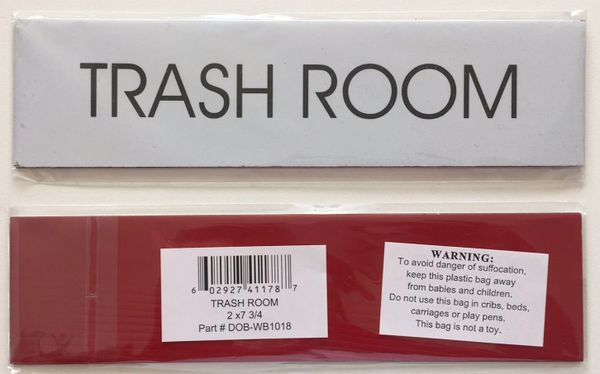 TRASH ROOM
6 02927 41178 7
TRASH ROOM
2 x7 3/4
Part # DOB-WB1018
WARNING:
To avoid danger of suffocation,
keep this plastic bag away
from babies and children.
Do not use this bag in cribs, beds,
carriages or play pens.
This bag is not a toy.